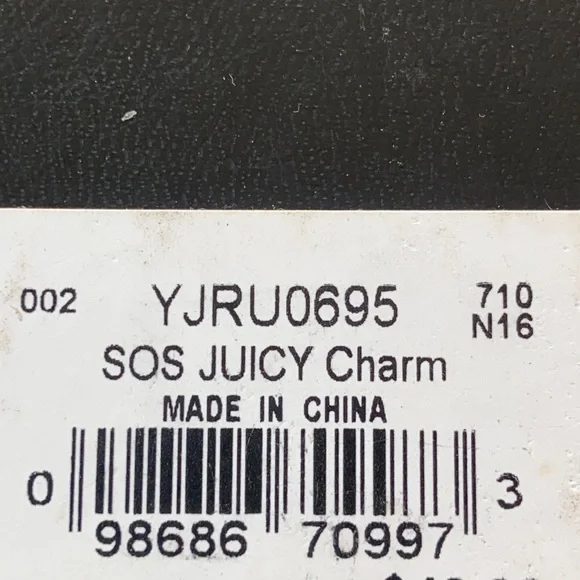 002 YJRU0695 710
N16
SOS JUICY Charm
MADE IN CHINA
0 98686 70997 3